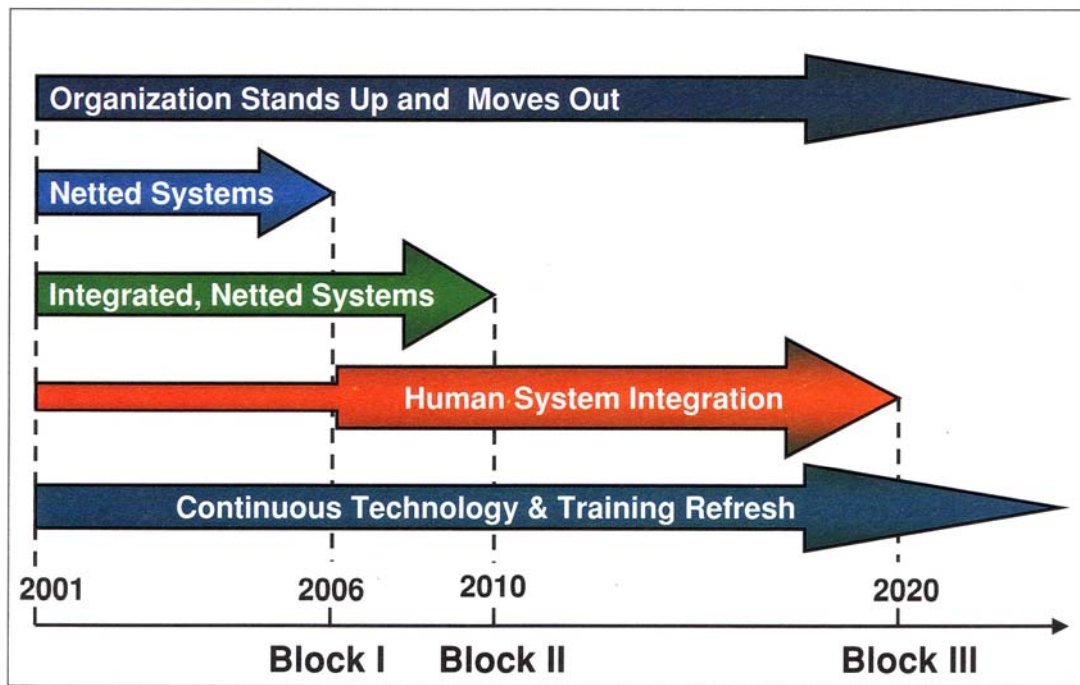 Organization Stands Up and Moves Out
Netted Systems
Integrated, Netted Systems
Human System Integration
Continuous Technology & Training Refresh
2001 2006 2010 2020
Block I Block II Block III